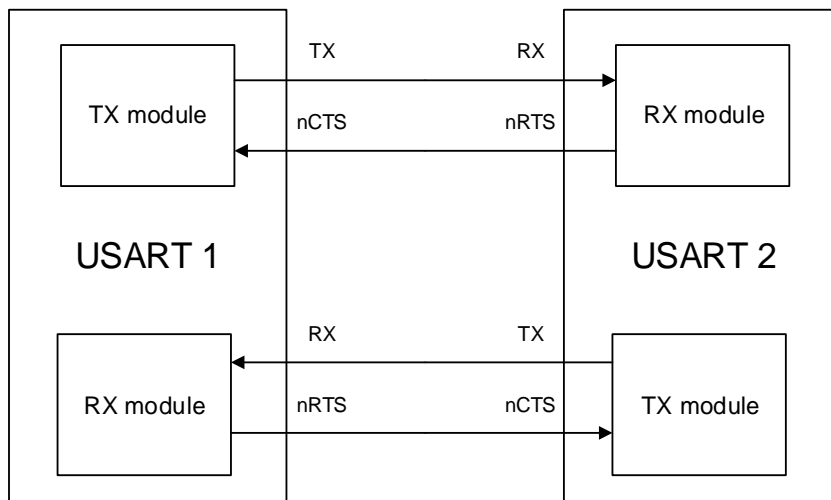 TX RX
TX module nCTS nRTS RX module
USART 1 USART 2
RX TX
RX module nRTS nCTS TX module